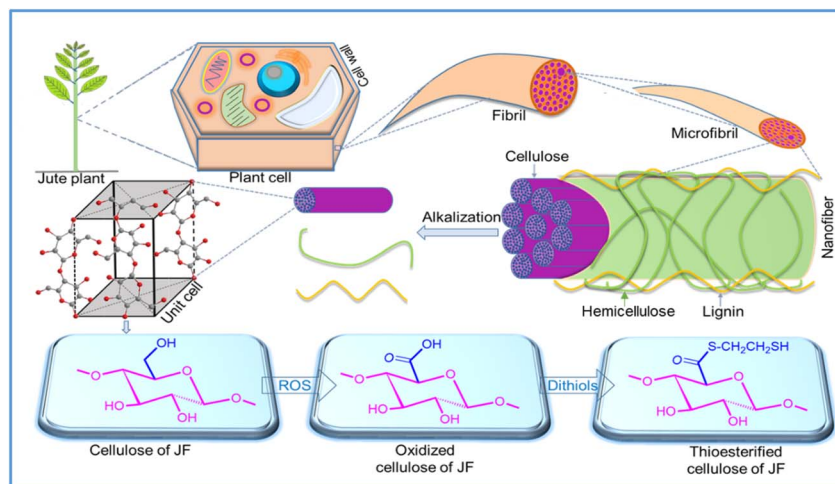 Cell wall
Fibril
Microfibril
Jute plant
Plant cell
Cellulose
Alkalization
Nanofiber
Unit cell
Hemicellulose
Lignin
OH
O
O
HO
OH
O
ROS
O
OH
O
O
HO
OH
O
Dithiols
O
S-CH₂CH₂SH
O
O
HO
OH
O
Cellulose of JF
Oxidized
cellulose of JF
Thioesterified
cellulose of JF